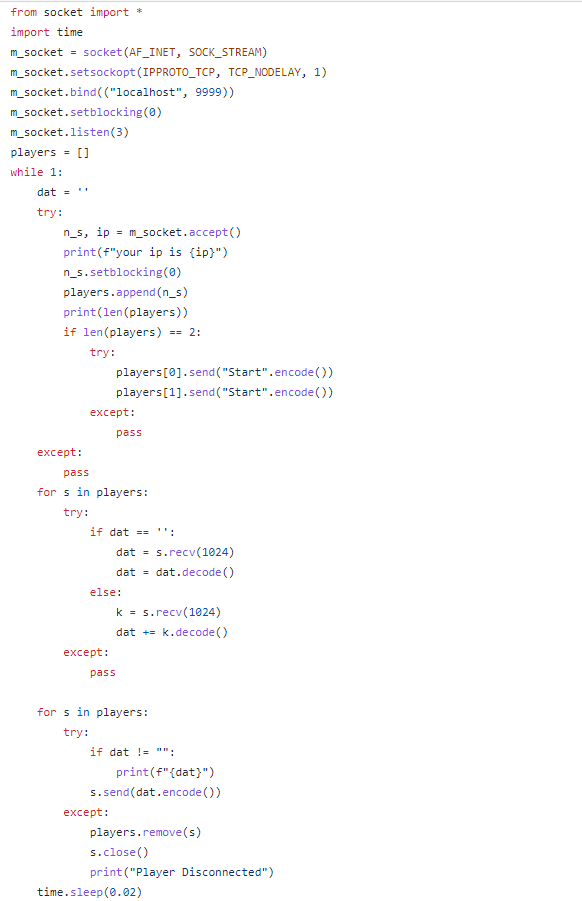 from socket import *
import time
m_socket = socket(AF_INET, SOCK_STREAM)
m_socket.setsockopt(IPPROTO_TCP, TCP_NODELAY, 1)
m_socket.bind(("localhost", 9999))
m_socket.setblocking(0)
m_socket.listen(3)
players = []
while 1:
    dat = ''
    try:
        n_s, ip = m_socket.accept()
        print(f"your ip is {ip}")
        n_s.setblocking(0)
        players.append(n_s)
        print(len(players))
        if len(players) == 2:
            try:
                players[0].send("Start".encode())
                players[1].send("Start".encode())
            except:
                pass
    except:
        pass
    for s in players:
        try:
            if dat == '':
                dat = s.recv(1024)
                dat = dat.decode()
            else:
                k = s.recv(1024)
                dat += k.decode()
        except:
            pass

    for s in players:
        try:
            if dat != "":
                print(f"{dat}")
            s.send(dat.encode())
        except:
            players.remove(s)
            s.close()
            print("Player Disconnected")
    time.sleep(0.02)